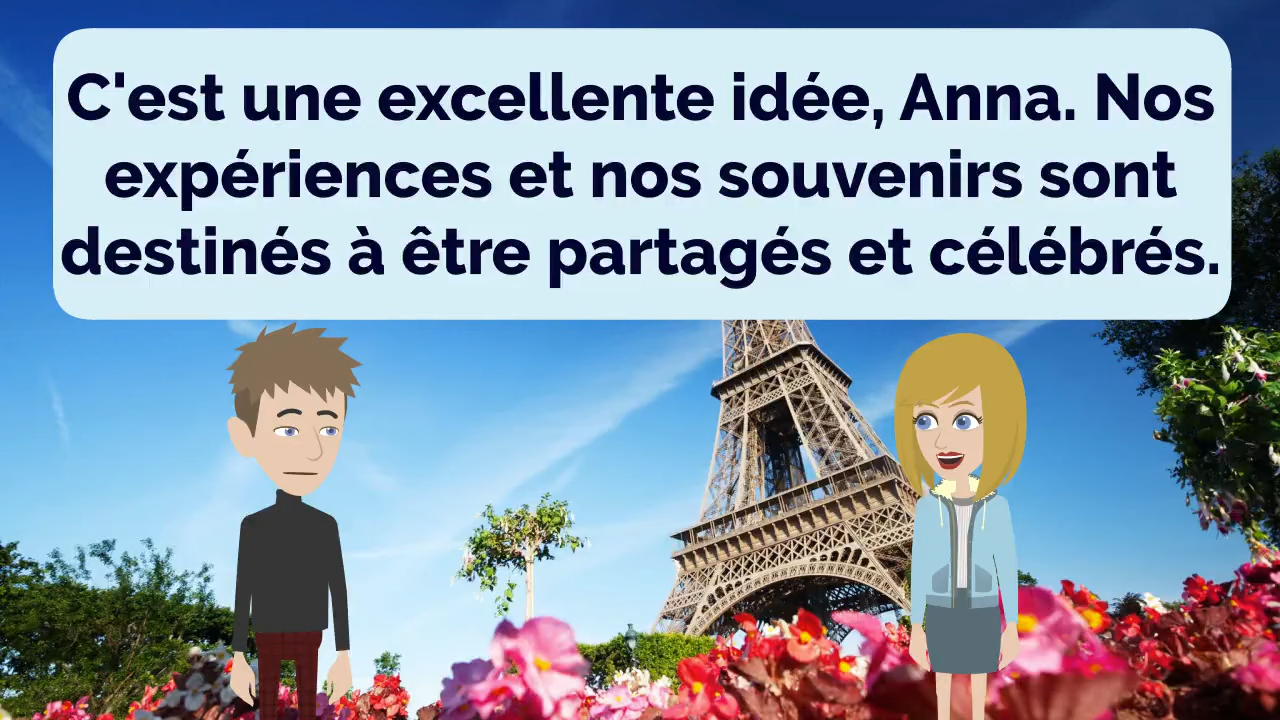 C'est une excellente idée, Anna. Nos
expériences et nos souvenirs sont
destinés à être partagés et célébrés.